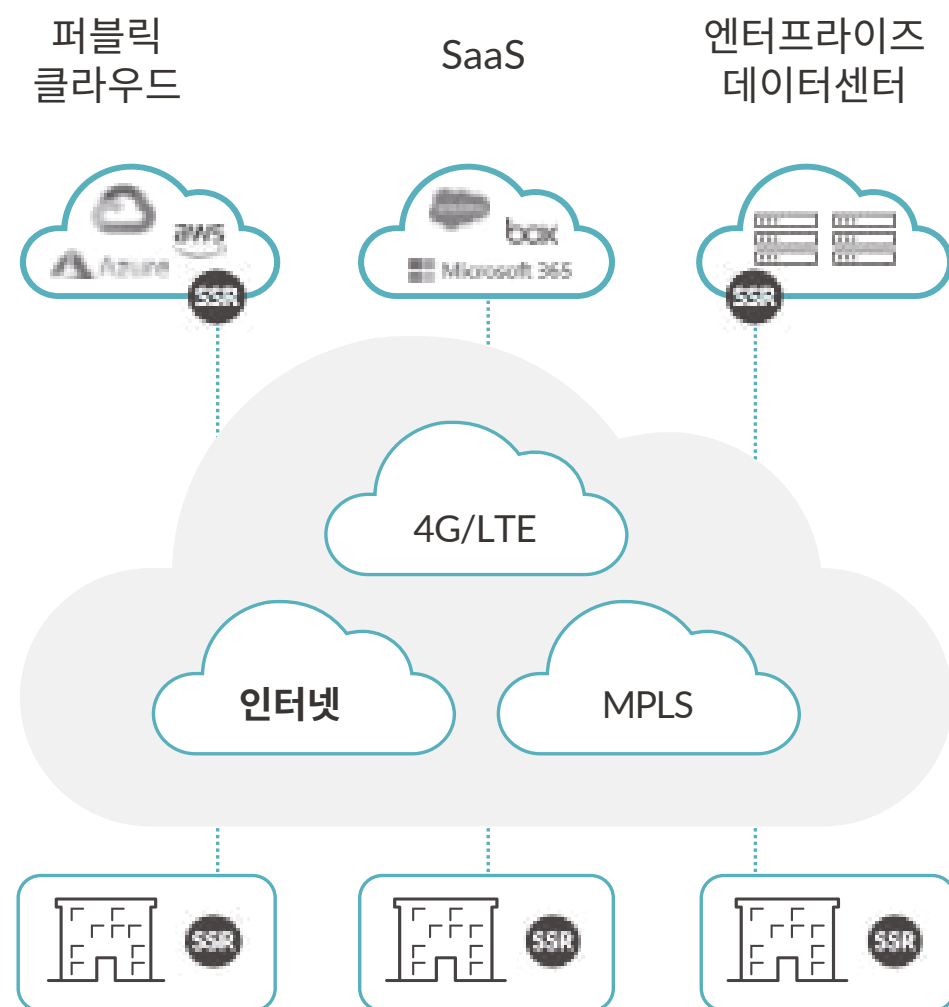 퍼블릭
클라우드
SaaS
엔터프라이즈
데이터센터
aws
Azure
SSR
box
Microsoft 365
SSR
4G/LTE
인터넷
MPLS
SSR
SSR
SSR